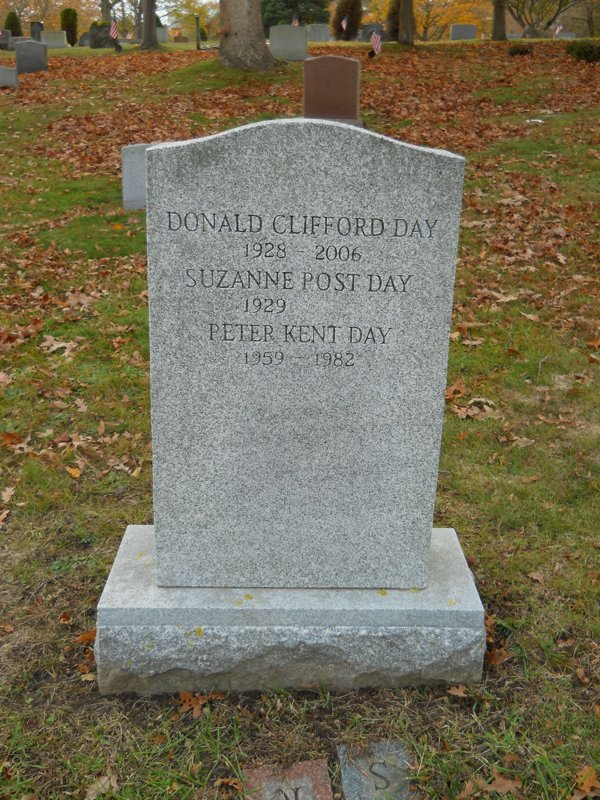 DONALD CLIFFORD DAY
1928 - 2006
SUZANNE POST DAY
1929
PETER KENT DAY
1959 - 1982
N S